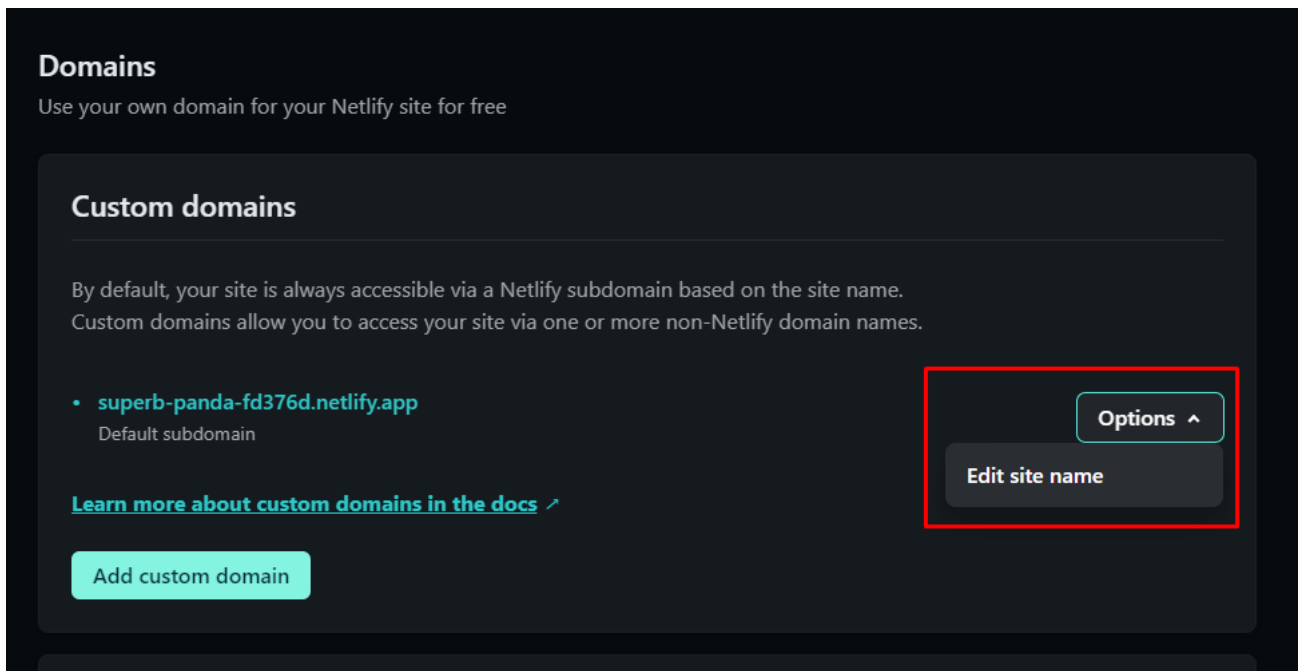 Domains
Use your own domain for your Netlify site for free
Custom domains
By default, your site is always accessible via a Netlify subdomain based on the site name.
Custom domains allow you to access your site via one or more non-Netlify domain names.
superb-panda-fd376d.netlify.app
Default subdomain
Options
Edit site name
Learn more about custom domains in the docs ↗
Add custom domain